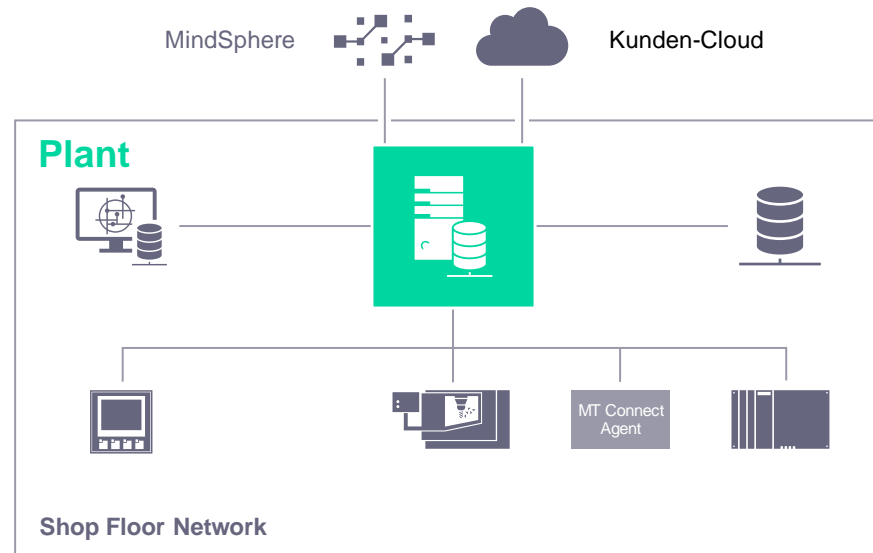 MindSphere
Kunden-Cloud
Plant
MT Connect
Agent
Shop Floor Network